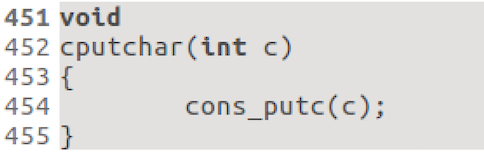 451 void
452 cputchar(int c)
453 {
454         cons_putc(c);
455 }